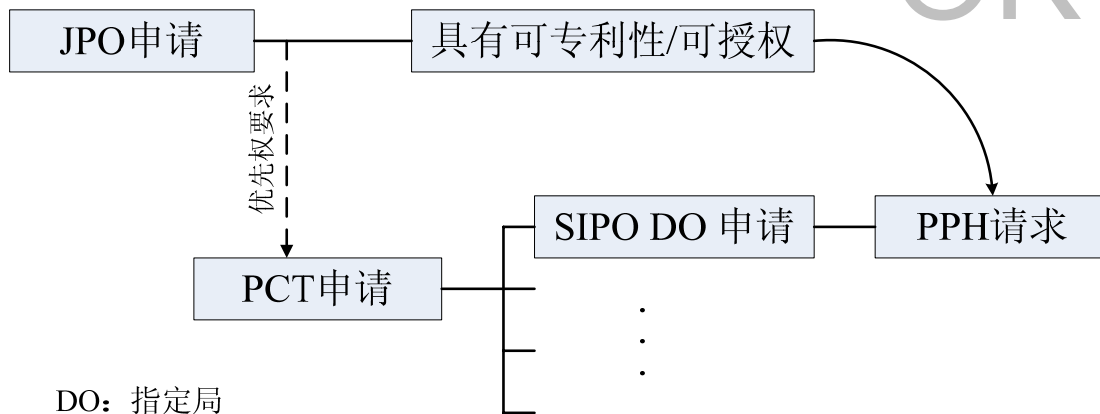 JPO申请
具有可专利性/可授权
优先权要求
SIPO DO 申请
PPH请求
PCT申请
DO：指定局